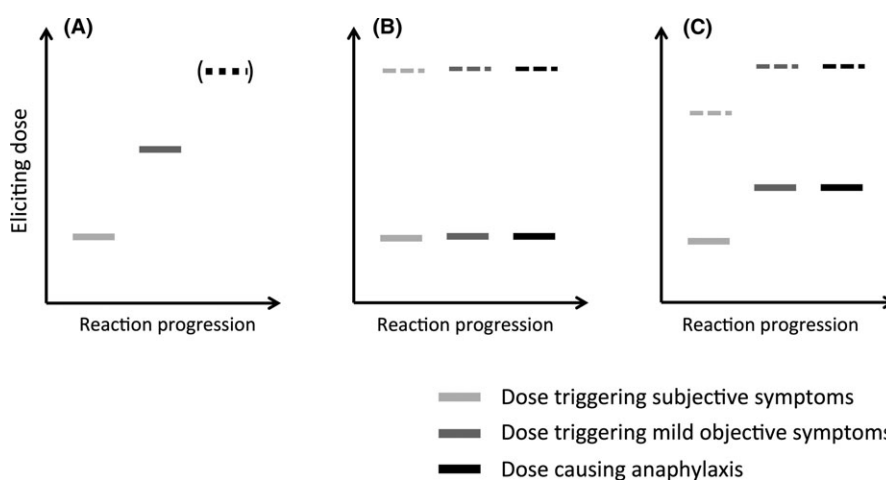 (A)
(B)
(C)
Eliciting dose
( )
Reaction progression
Reaction progression
Reaction progression
Dose triggering subjective symptoms
Dose triggering mild objective symptoms
Dose causing anaphylaxis